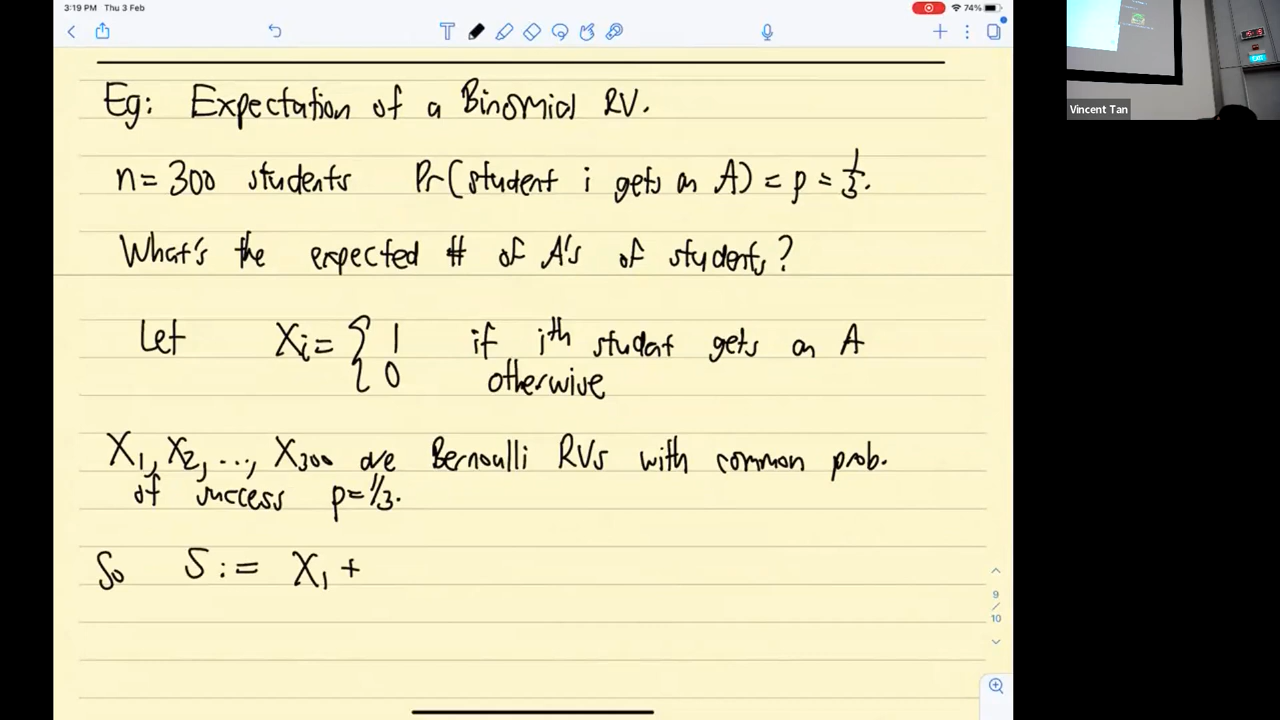 3:19 PM Thu 3 Feb
74%
Eg: Expectation of a Binomial RV.
n = 300 students Pr(student i gets an A) = p = 1/3.
What's the expected # of A's of students?
Let Xi = { 1 if ith student gets an A
0 otherwise
X1, X2, ..., X300 are Bernoulli RVs with common prob.
of success p = 1/3.
So S := X1 +
9
/
10
Vincent Tan
EXIT